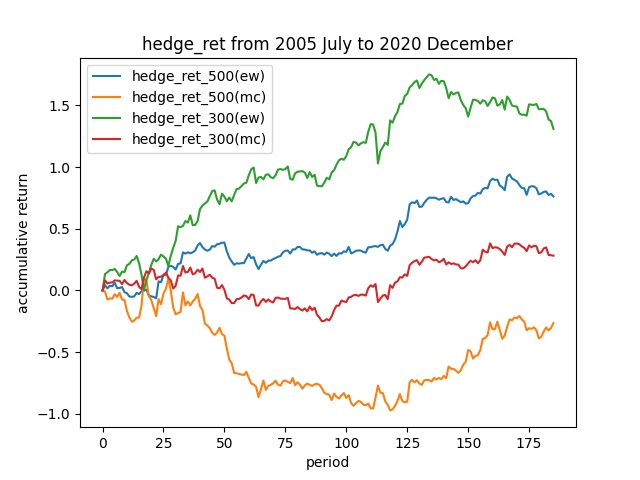 hedge_ret from 2005 July to 2020 December
hedge_ret_500(ew)
hedge_ret_500(mc)
hedge_ret_300(ew)
hedge_ret_300(mc)
accumulative return
1.5
1.0
0.5
0.0
−0.5
−1.0
0 25 50 75 100 125 150 175
period